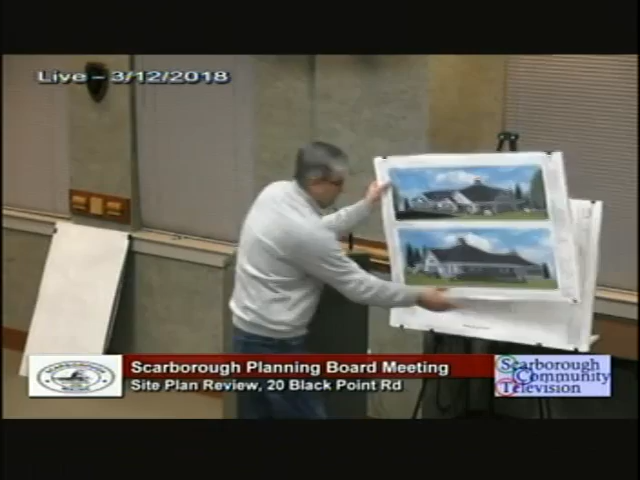 Live - 3/12/2018
Scarborough Planning Board Meeting
Site Plan Review, 20 Black Point Rd
Scarborough
Community
Television